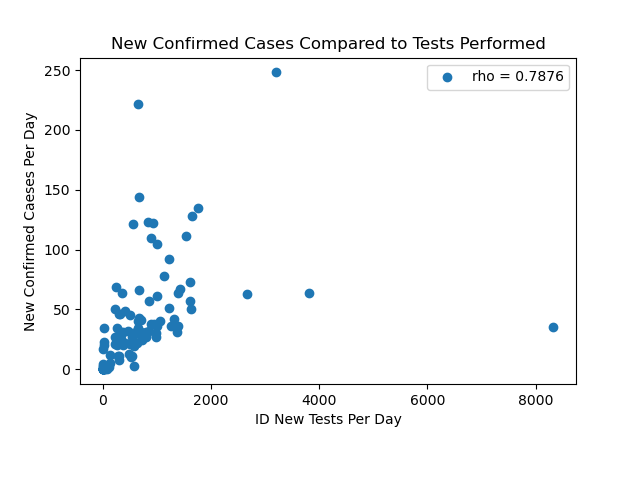 New Confirmed Cases Compared to Tests Performed
rho = 0.7876
250
200
150
100
50
0
New Confirmed Caeses Per Day
0 2000 4000 6000 8000
ID New Tests Per Day